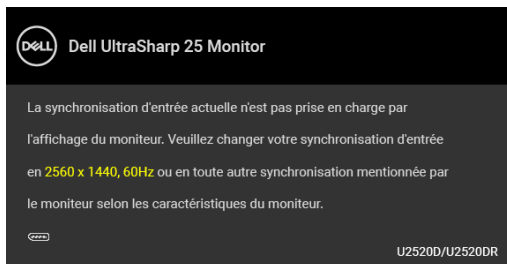 DELL
Dell UltraSharp 25 Monitor
La synchronisation d'entrée actuelle n'est pas prise en charge par
l'affichage du moniteur. Veuillez changer votre synchronisation d'entrée
en 2560 x 1440, 60Hz ou en toute autre synchronisation mentionnée par
le moniteur selon les caractéristiques du moniteur.
U2520D/U2520DR